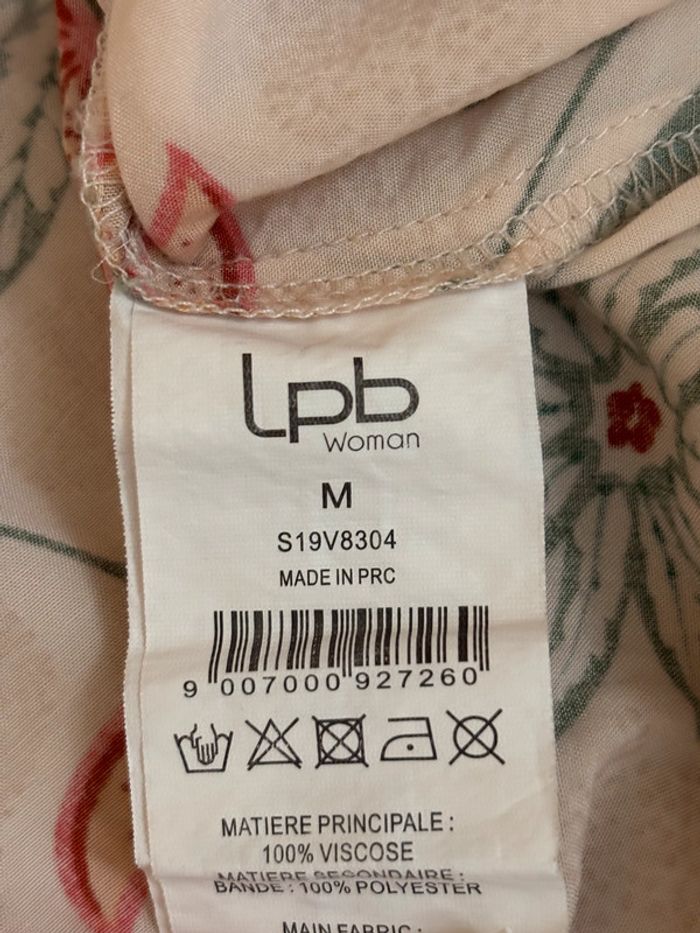 Lpb
Woman
M
S19V8304
MADE IN PRC
9 007000 927260
MATIERE PRINCIPALE :
100% VISCOSE
MATIERE SECONDAIRE :
BANDE : 100% POLYESTER
MAIN FABRIC :